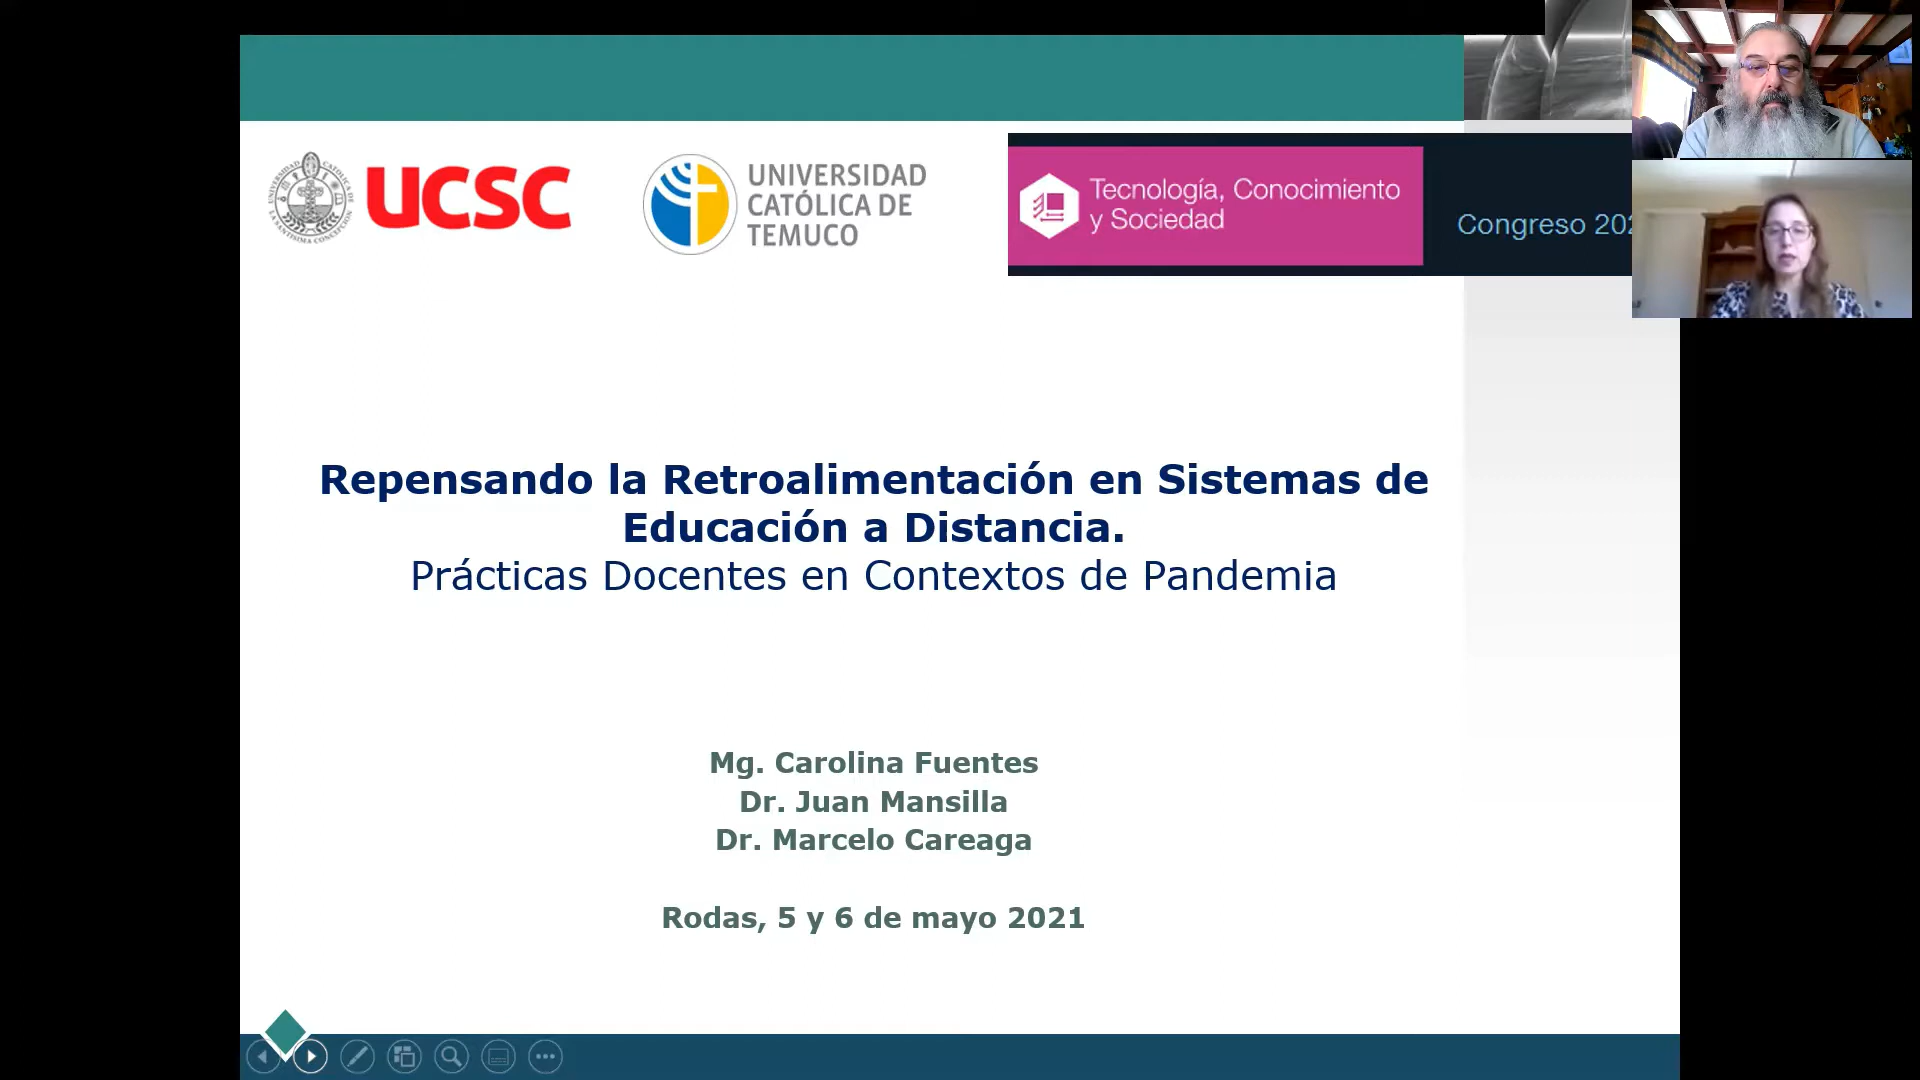 UCSC
UNIVERSIDAD
CATÓLICA DE
TEMUCO
Tecnología, Conocimiento
y Sociedad
Congreso 202
Repensando la Retroalimentación en Sistemas de
Educación a Distancia.
Prácticas Docentes en Contextos de Pandemia
Mg. Carolina Fuentes
Dr. Juan Mansilla
Dr. Marcelo Careaga
Rodas, 5 y 6 de mayo 2021